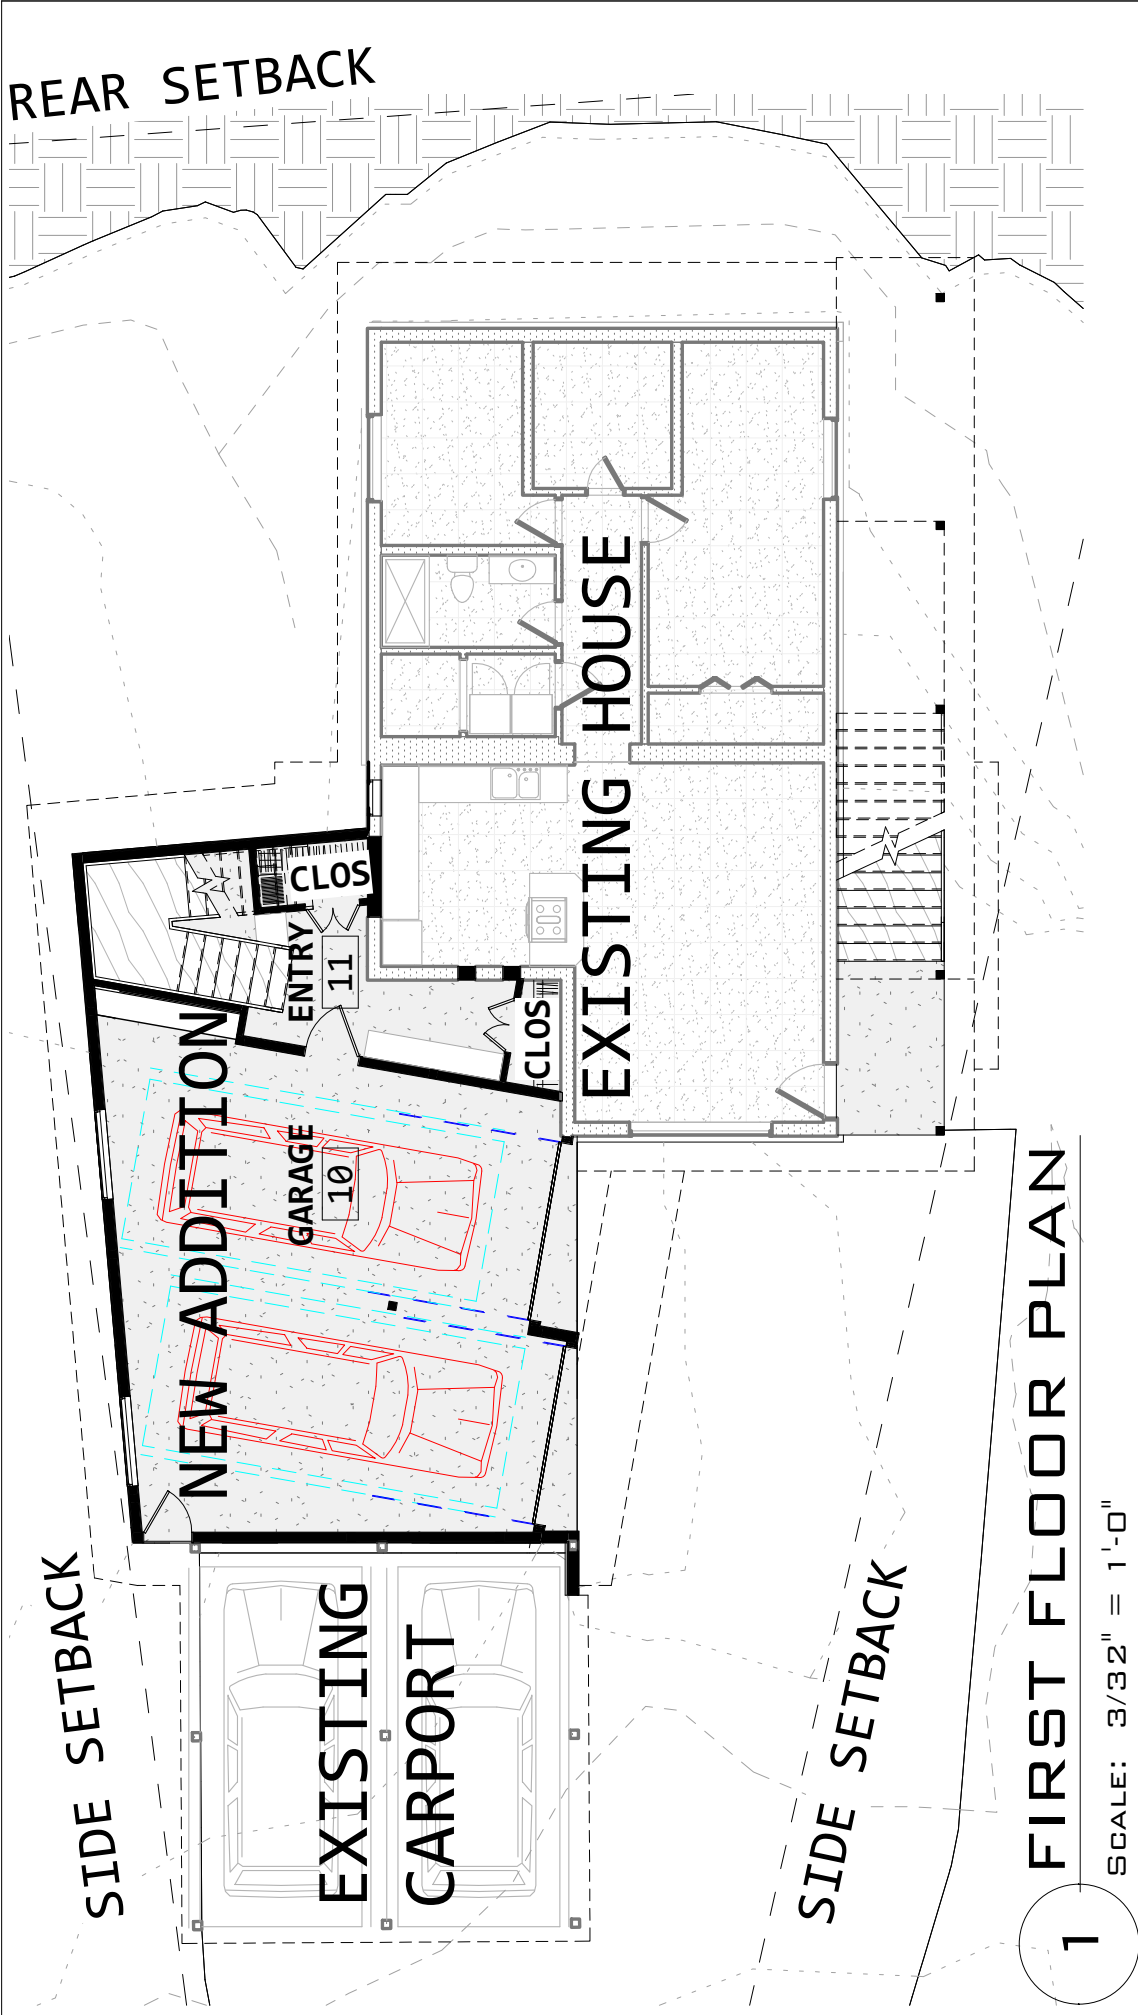 REAR SETBACK
EXISTING HOUSE
CLOS
ENTRY
11
CLOS
NEW ADDITION
GARAGE
10
EXISTING
CARPORT
SIDE SETBACK
SIDE SETBACK
1
FIRST FLOOR PLAN
SCALE: 3/32" = 1'-0"